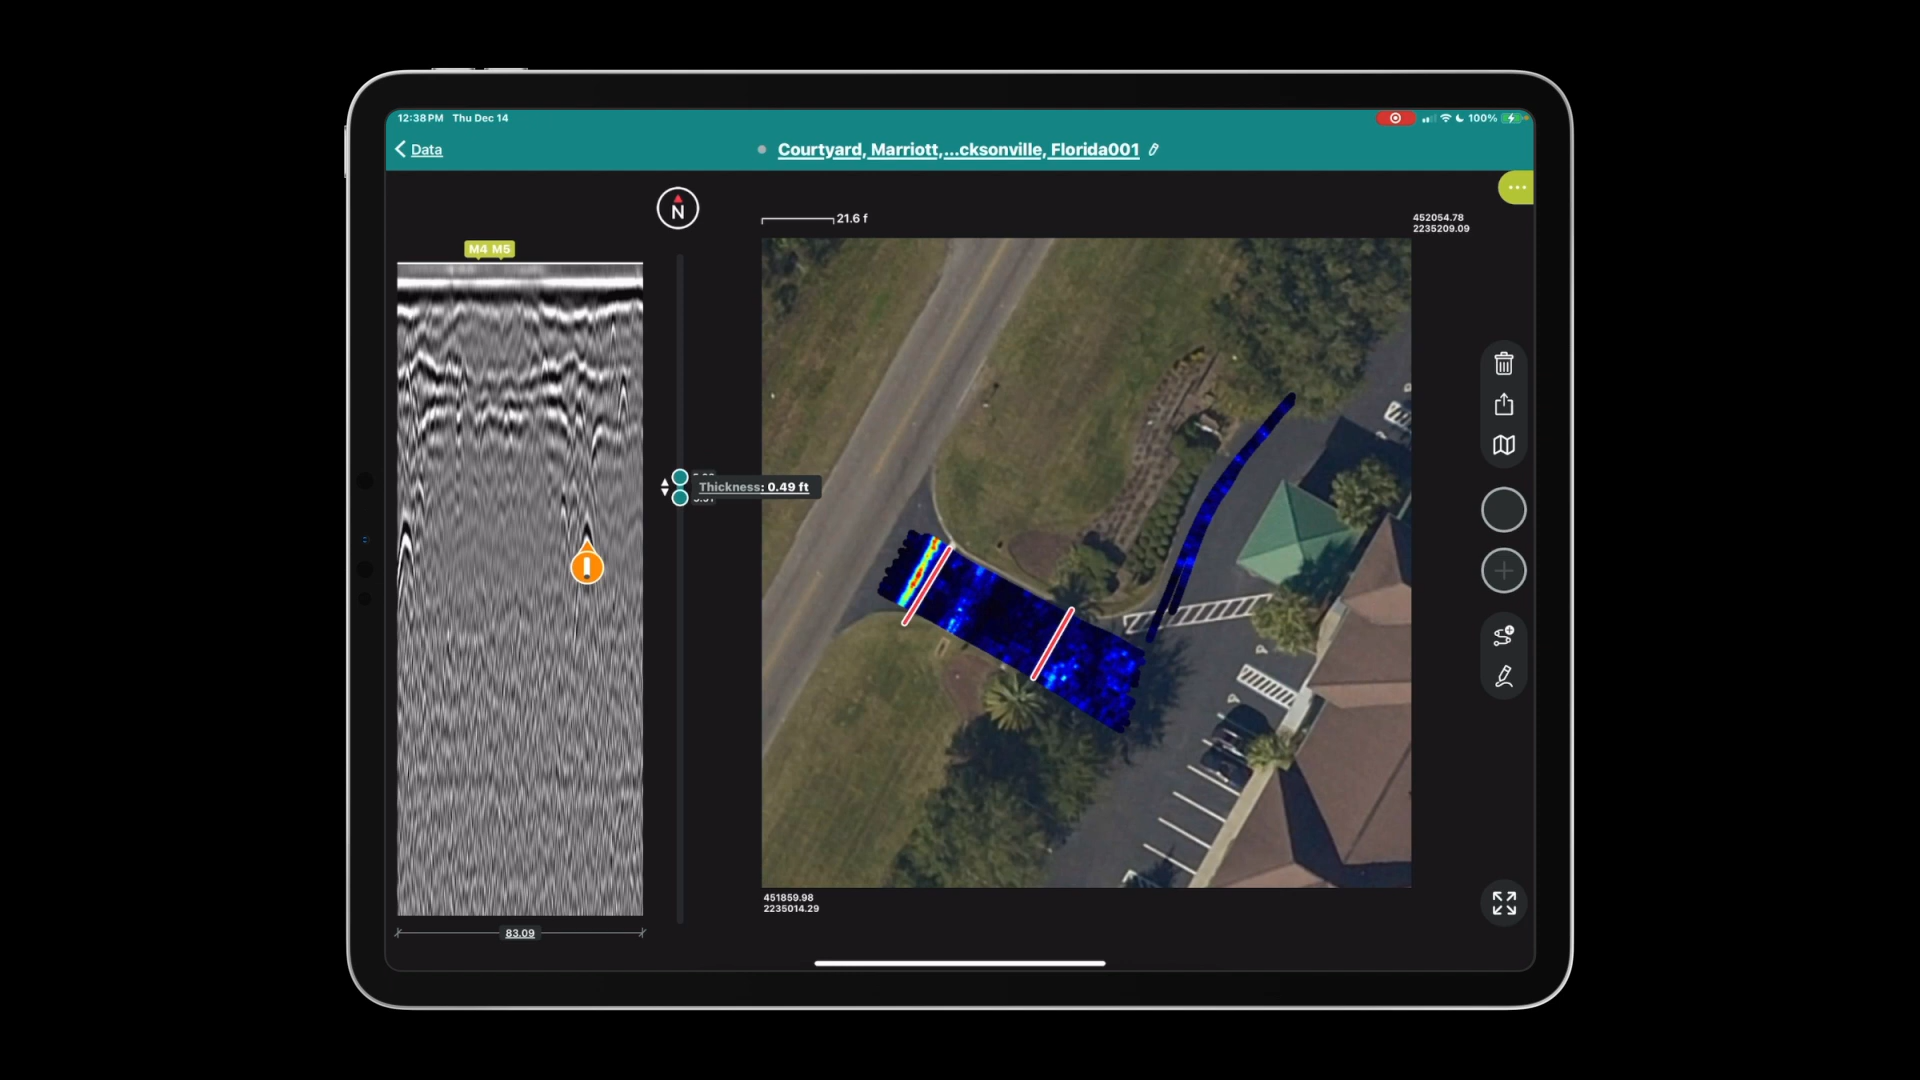 12:38 PM Thu Dec 14
100%
Data
Courtyard, Marriott,...cksonville, Florida001
N
21.6 f
452054.78
2235209.09
M4 M5
Thickness: 0.49 ft
451859.98
2235014.29
83.09